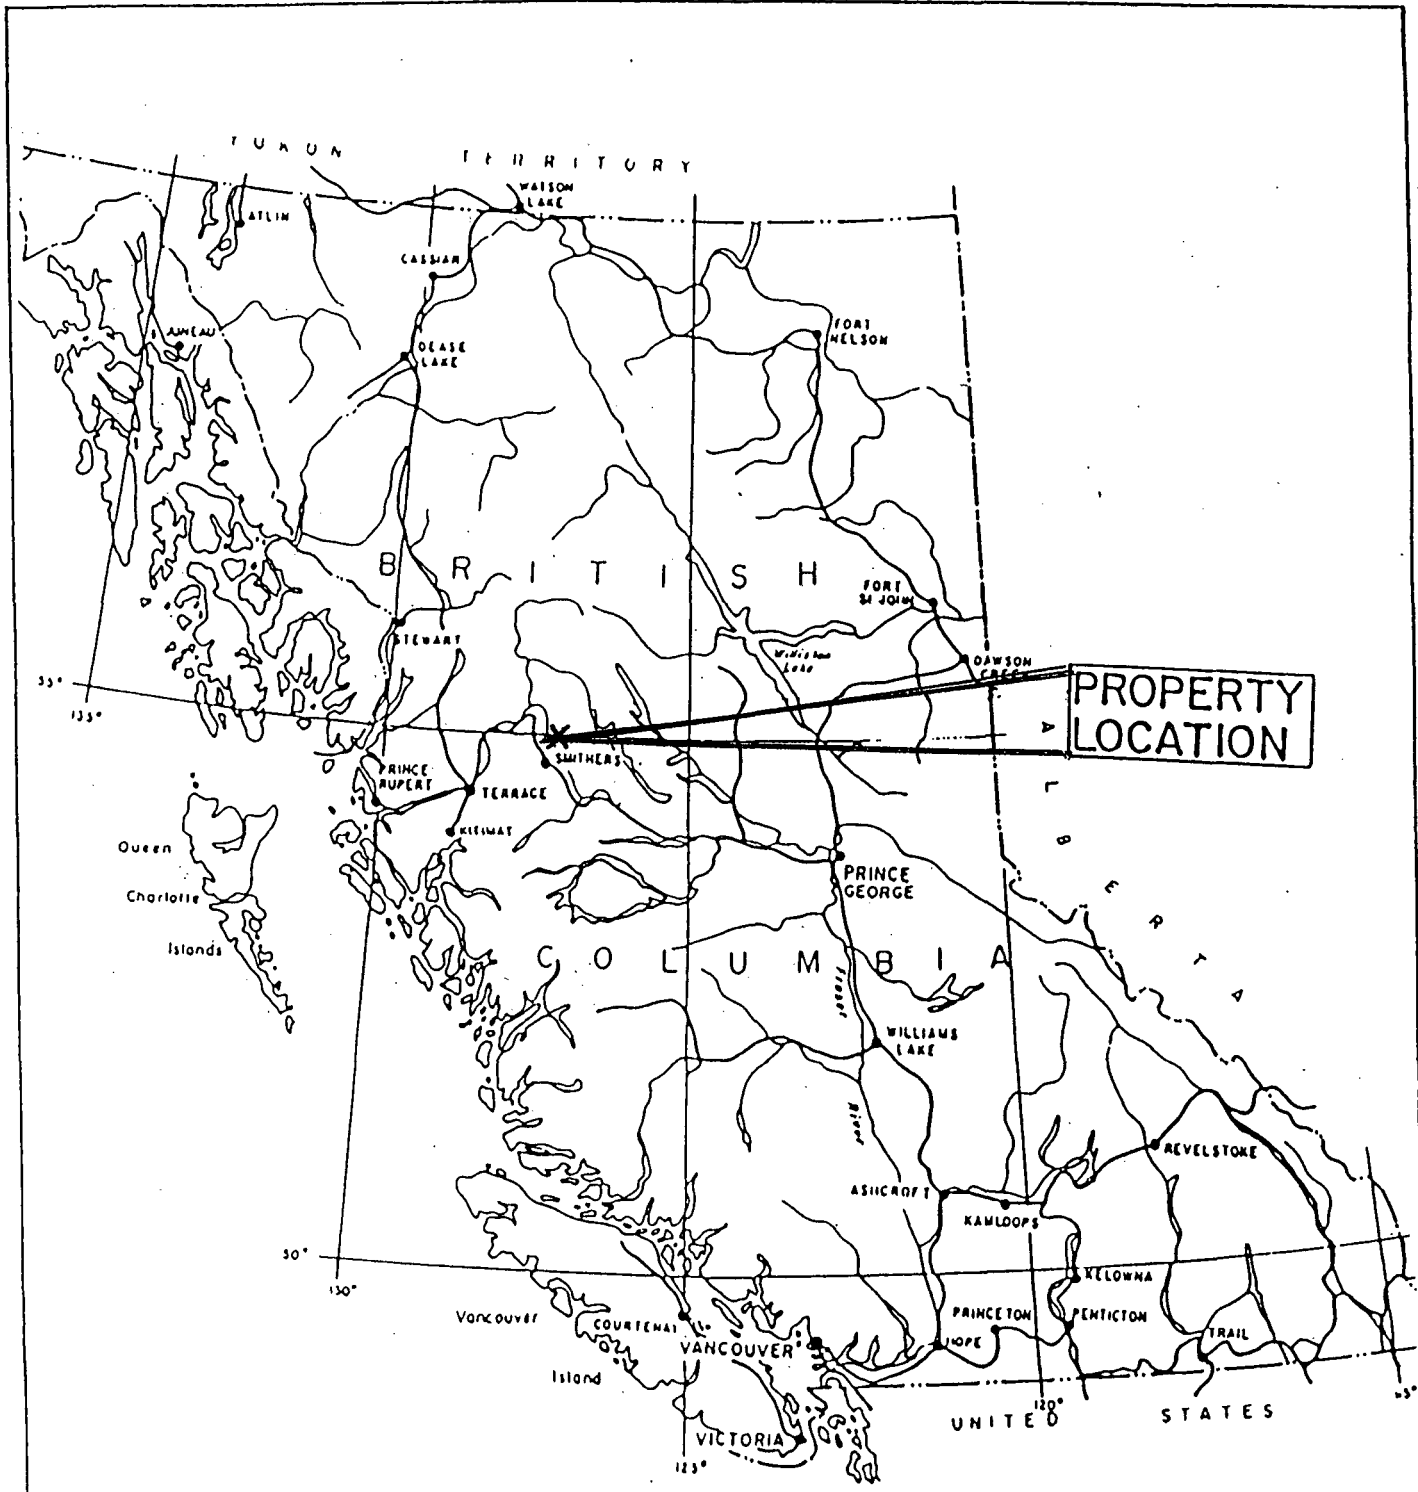 YUKON TERRITORY
WATSON
LAKE
ATLIN
CASSIAR
JUNEAU
DEASE
LAKE
FORT
NELSON
BRITISH
FORT
ST JOHN
STEWART
Williston
Lake
DAWSON
CREEK
PROPERTY
LOCATION
55°
135°
ALBERTA
SMITHERS
PRINCE
RUPERT
TERRACE
KITIMAT
Queen
Charlotte
Islands
PRINCE
GEORGE
COLUMBIA
Fraser
River
WILLIAMS
LAKE
REVELSTOKE
ASHCROFT
KAMLOOPS
50°
130°
KELOWNA
Vancouver
Island
COURTENAY
VANCOUVER
PRINCETON
PENTICTON
HOPE
TRAIL
VICTORIA
125°
120°
UNITED STATES